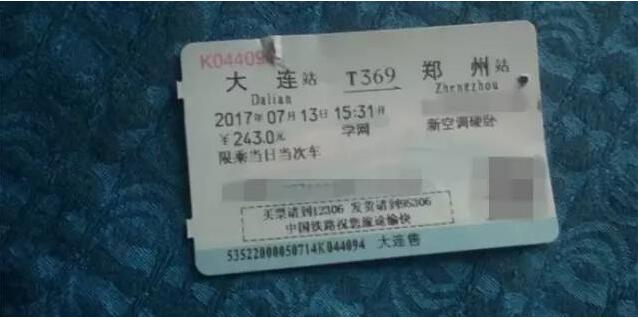 K044094
大连站 T369 郑州站
Dalian Zhengzhou
2017年07月13日 15:31开
￥243.0元 学网 新空调硬卧
限乘当日当次车
买票请到12306 发货请到95306
中国铁路祝您旅途愉快
53522000050714K044094 大连售